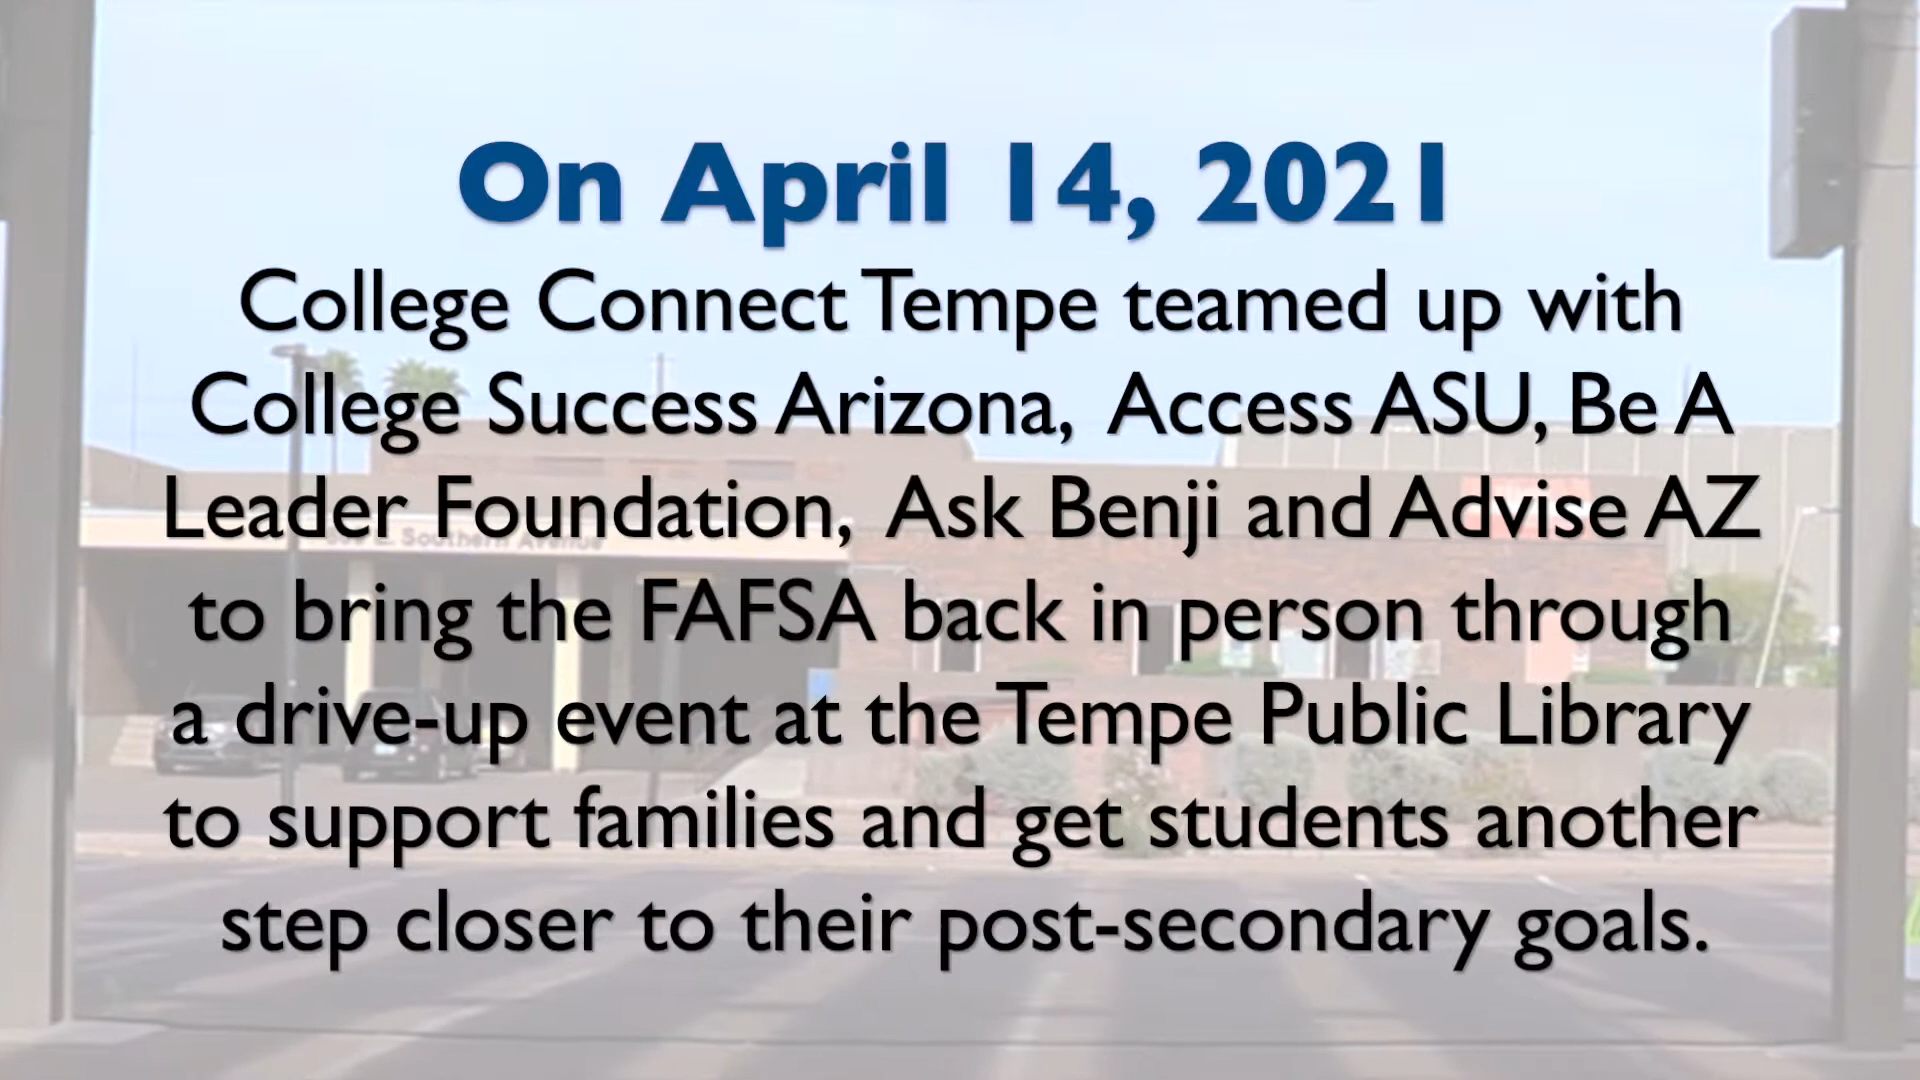 On April 14, 2021
College Connect Tempe teamed up with
College Success Arizona, Access ASU, Be A
Leader Foundation, Ask Benji and Advise AZ
to bring the FAFSA back in person through
a drive-up event at the Tempe Public Library
to support families and get students another
step closer to their post-secondary goals.
Southern Avenue